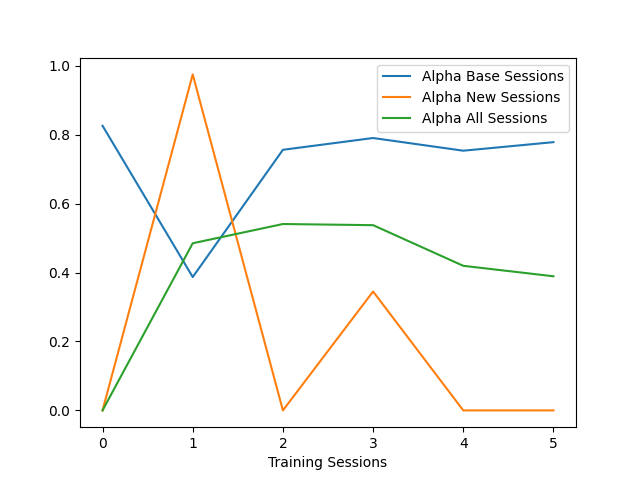 1.0
0.8
0.6
0.4
0.2
0.0
Alpha Base Sessions
Alpha New Sessions
Alpha All Sessions
0 1 2 3 4 5
Training Sessions